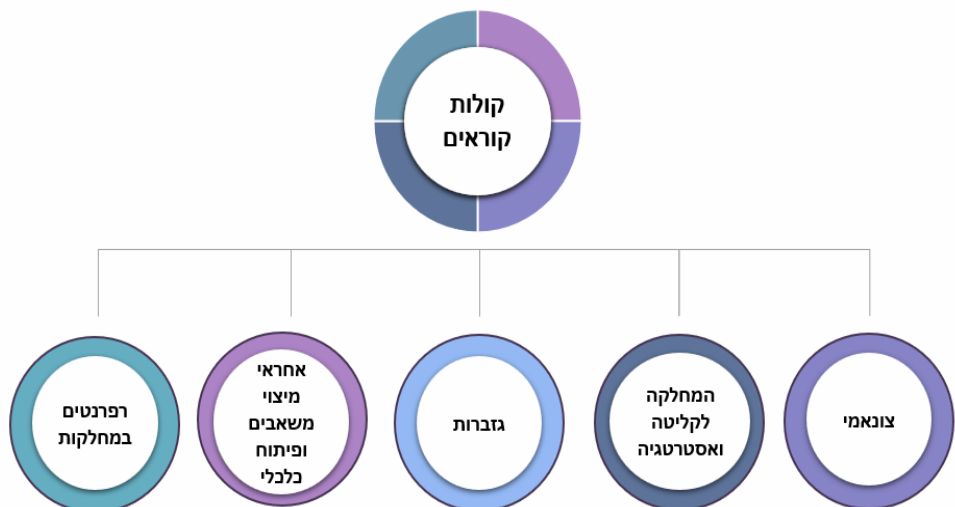 קולות
קוראים
צונאמי
המחלקה
לקליטה
ואסטרטגיה
גזברות
אחראי
מיצוי
משאבים
ופיתוח
כלכלי
רפרנטים
במחלקות